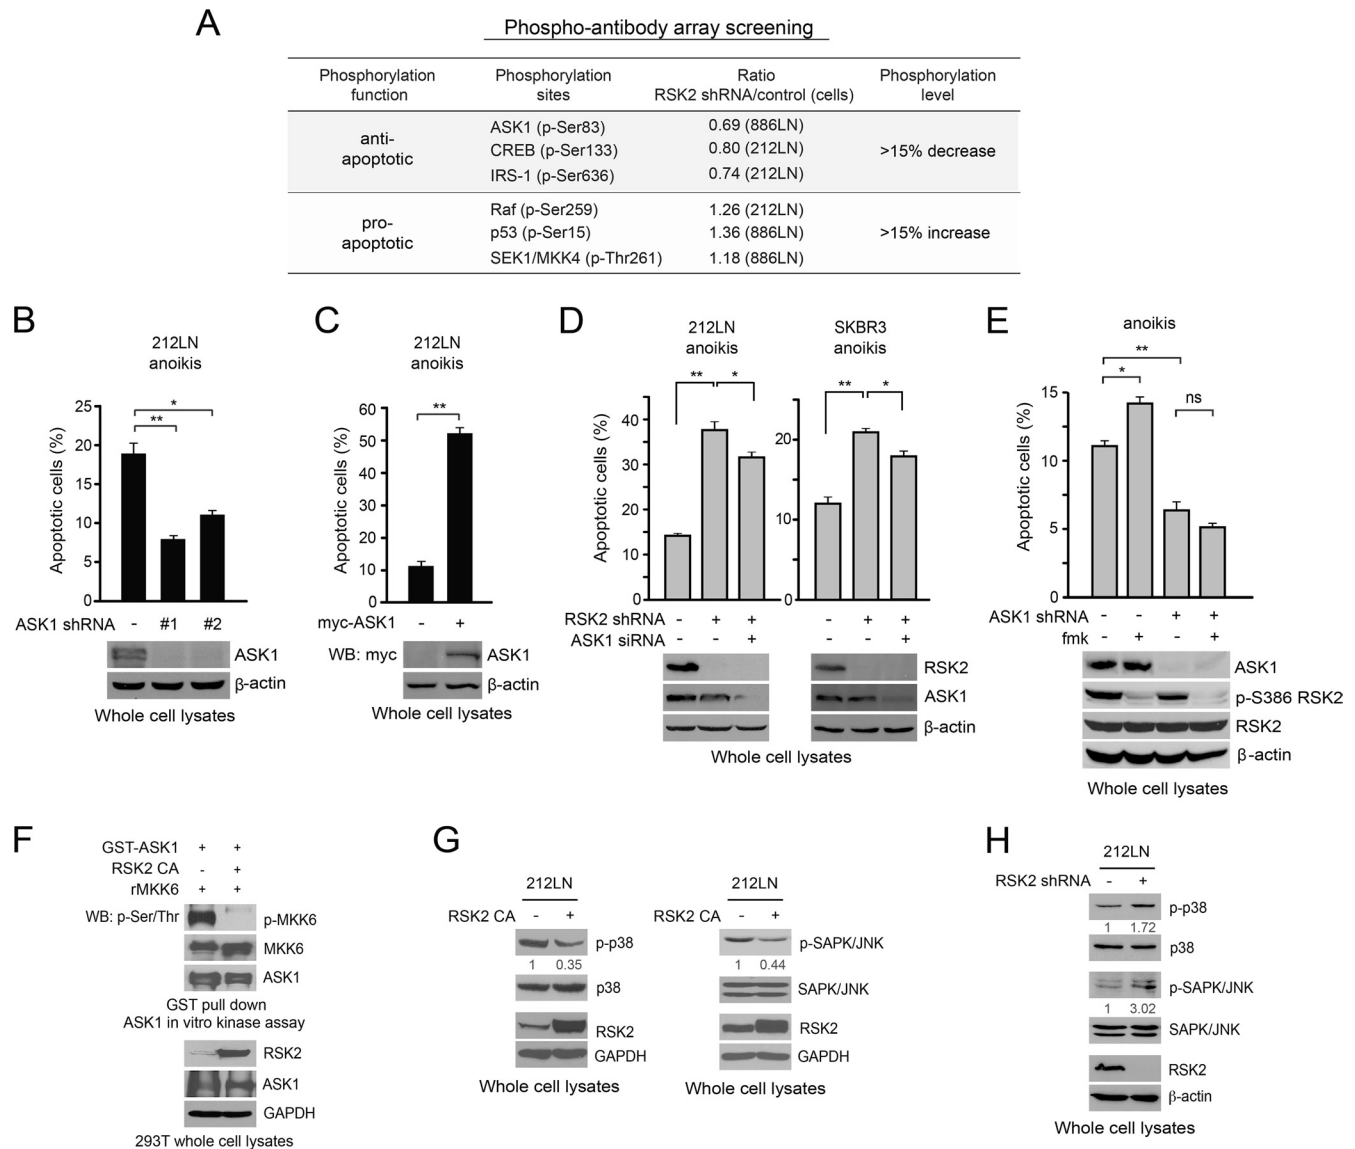 A
Phospho-antibody array screening
Phosphorylation function
Phosphorylation sites
Ratio RSK2 shRNA/control (cells)
Phosphorylation level
anti-apoptotic
ASK1 (p-Ser83) 0.69 (886LN)
CREB (p-Ser133) 0.80 (212LN)
IRS-1 (p-Ser636) 0.74 (212LN)
>15% decrease
pro-apoptotic
Raf (p-Ser259) 1.26 (212LN)
p53 (p-Ser15) 1.36 (886LN)
SEK1/MKK4 (p-Thr261) 1.18 (886LN)
>15% increase
B
212LN
anoikis
Apoptotic cells (%)
25
20
15
10
5
0
*
**
ASK1 shRNA - #1 #2
ASK1
β-actin
Whole cell lysates
C
212LN
anoikis
Apoptotic cells (%)
60
50
40
30
20
10
0
**
myc-ASK1 - +
WB: myc ASK1
β-actin
Whole cell lysates
D
212LN
anoikis
Apoptotic cells (%)
** *
40
30
20
10
0
SKBR3
anoikis
** *
20
10
0
RSK2 shRNA - + + - + +
ASK1 siRNA - - + - - +
RSK2
ASK1
β-actin
Whole cell lysates
E
anoikis
**
*
ns
Apoptotic cells (%)
15
10
5
0
ASK1 shRNA - - + +
fmk - + - +
ASK1
p-S386 RSK2
RSK2
β-actin
Whole cell lysates
F
GST-ASK1 + +
RSK2 CA - +
rMKK6 + +
WB: p-Ser/Thr p-MKK6
MKK6
ASK1
GST pull down
ASK1 in vitro kinase assay
RSK2
ASK1
GAPDH
293T whole cell lysates
G
212LN
RSK2 CA - +
p-p38
1 0.35
p38
RSK2
GAPDH
Whole cell lysates
212LN
RSK2 CA - +
p-SAPK/JNK
1 0.44
SAPK/JNK
RSK2
GAPDH
Whole cell lysates
H
212LN
RSK2 shRNA - +
p-p38
1 1.72
p38
p-SAPK/JNK
1 3.02
SAPK/JNK
RSK2
β-actin
Whole cell lysates